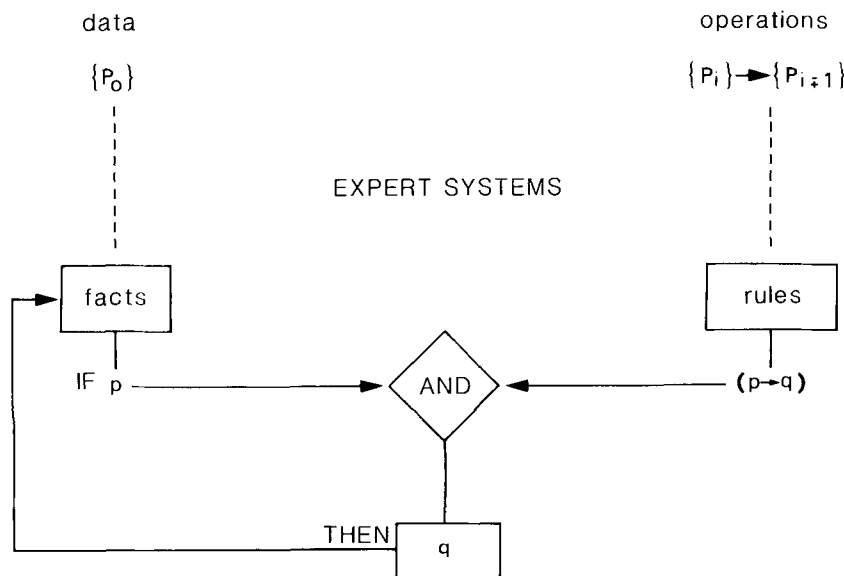 data
operations
{P₀}
{Pᵢ}→{Pᵢ₊₁}
EXPERT SYSTEMS
facts
rules
IF p
AND
(p→q)
THEN
q